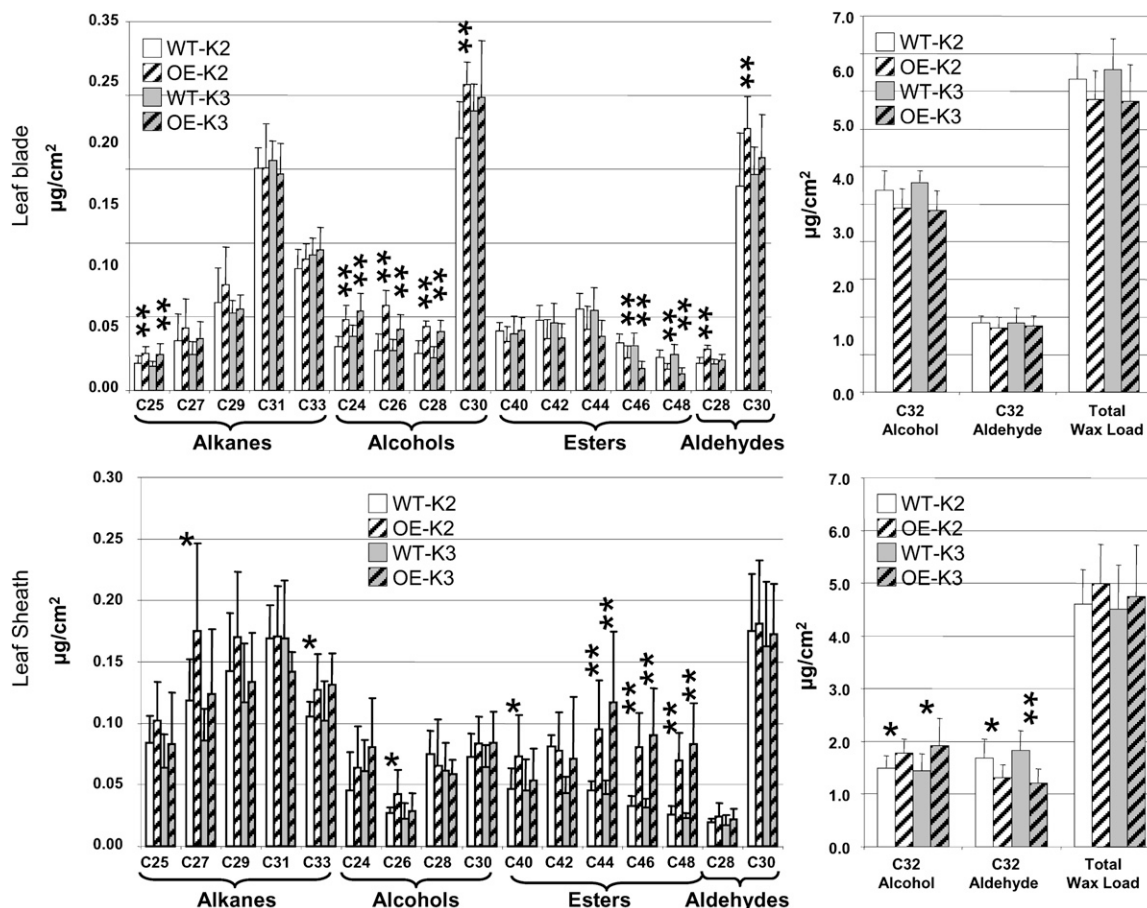 Leaf blade
µg/cm²
0.35
0.25
0.20
0.15
0.10
0.05
0.00
WT-K2
OE-K2
WT-K3
OE-K3
** ** ** ** ** ** ** ** ** ** ** ** ** ** **
C25 C27 C29 C31 C33 C24 C26 C28 C30 C40 C42 C44 C46 C48 C28 C30
Alkanes Alcohols Esters Aldehydes
µg/cm²
7.0
6.0
5.0
4.0
3.0
2.0
1.0
0.0
WT-K2
OE-K2
WT-K3
OE-K3
C32 C32 Total
Alcohol Aldehyde Wax Load
Leaf Sheath
µg/cm²
0.30
0.25
0.20
0.15
0.10
0.05
0.00
WT-K2
OE-K2
WT-K3
OE-K3
* * * * ** ** ** ** ** **
C25 C27 C29 C31 C33 C24 C26 C28 C30 C40 C42 C44 C46 C48 C28 C30
Alkanes Alcohols Esters Aldehydes
µg/cm²
7.0
6.0
5.0
4.0
3.0
2.0
1.0
0.0
WT-K2
OE-K2
WT-K3
OE-K3
* * * **
C32 C32 Total
Alcohol Aldehyde Wax Load